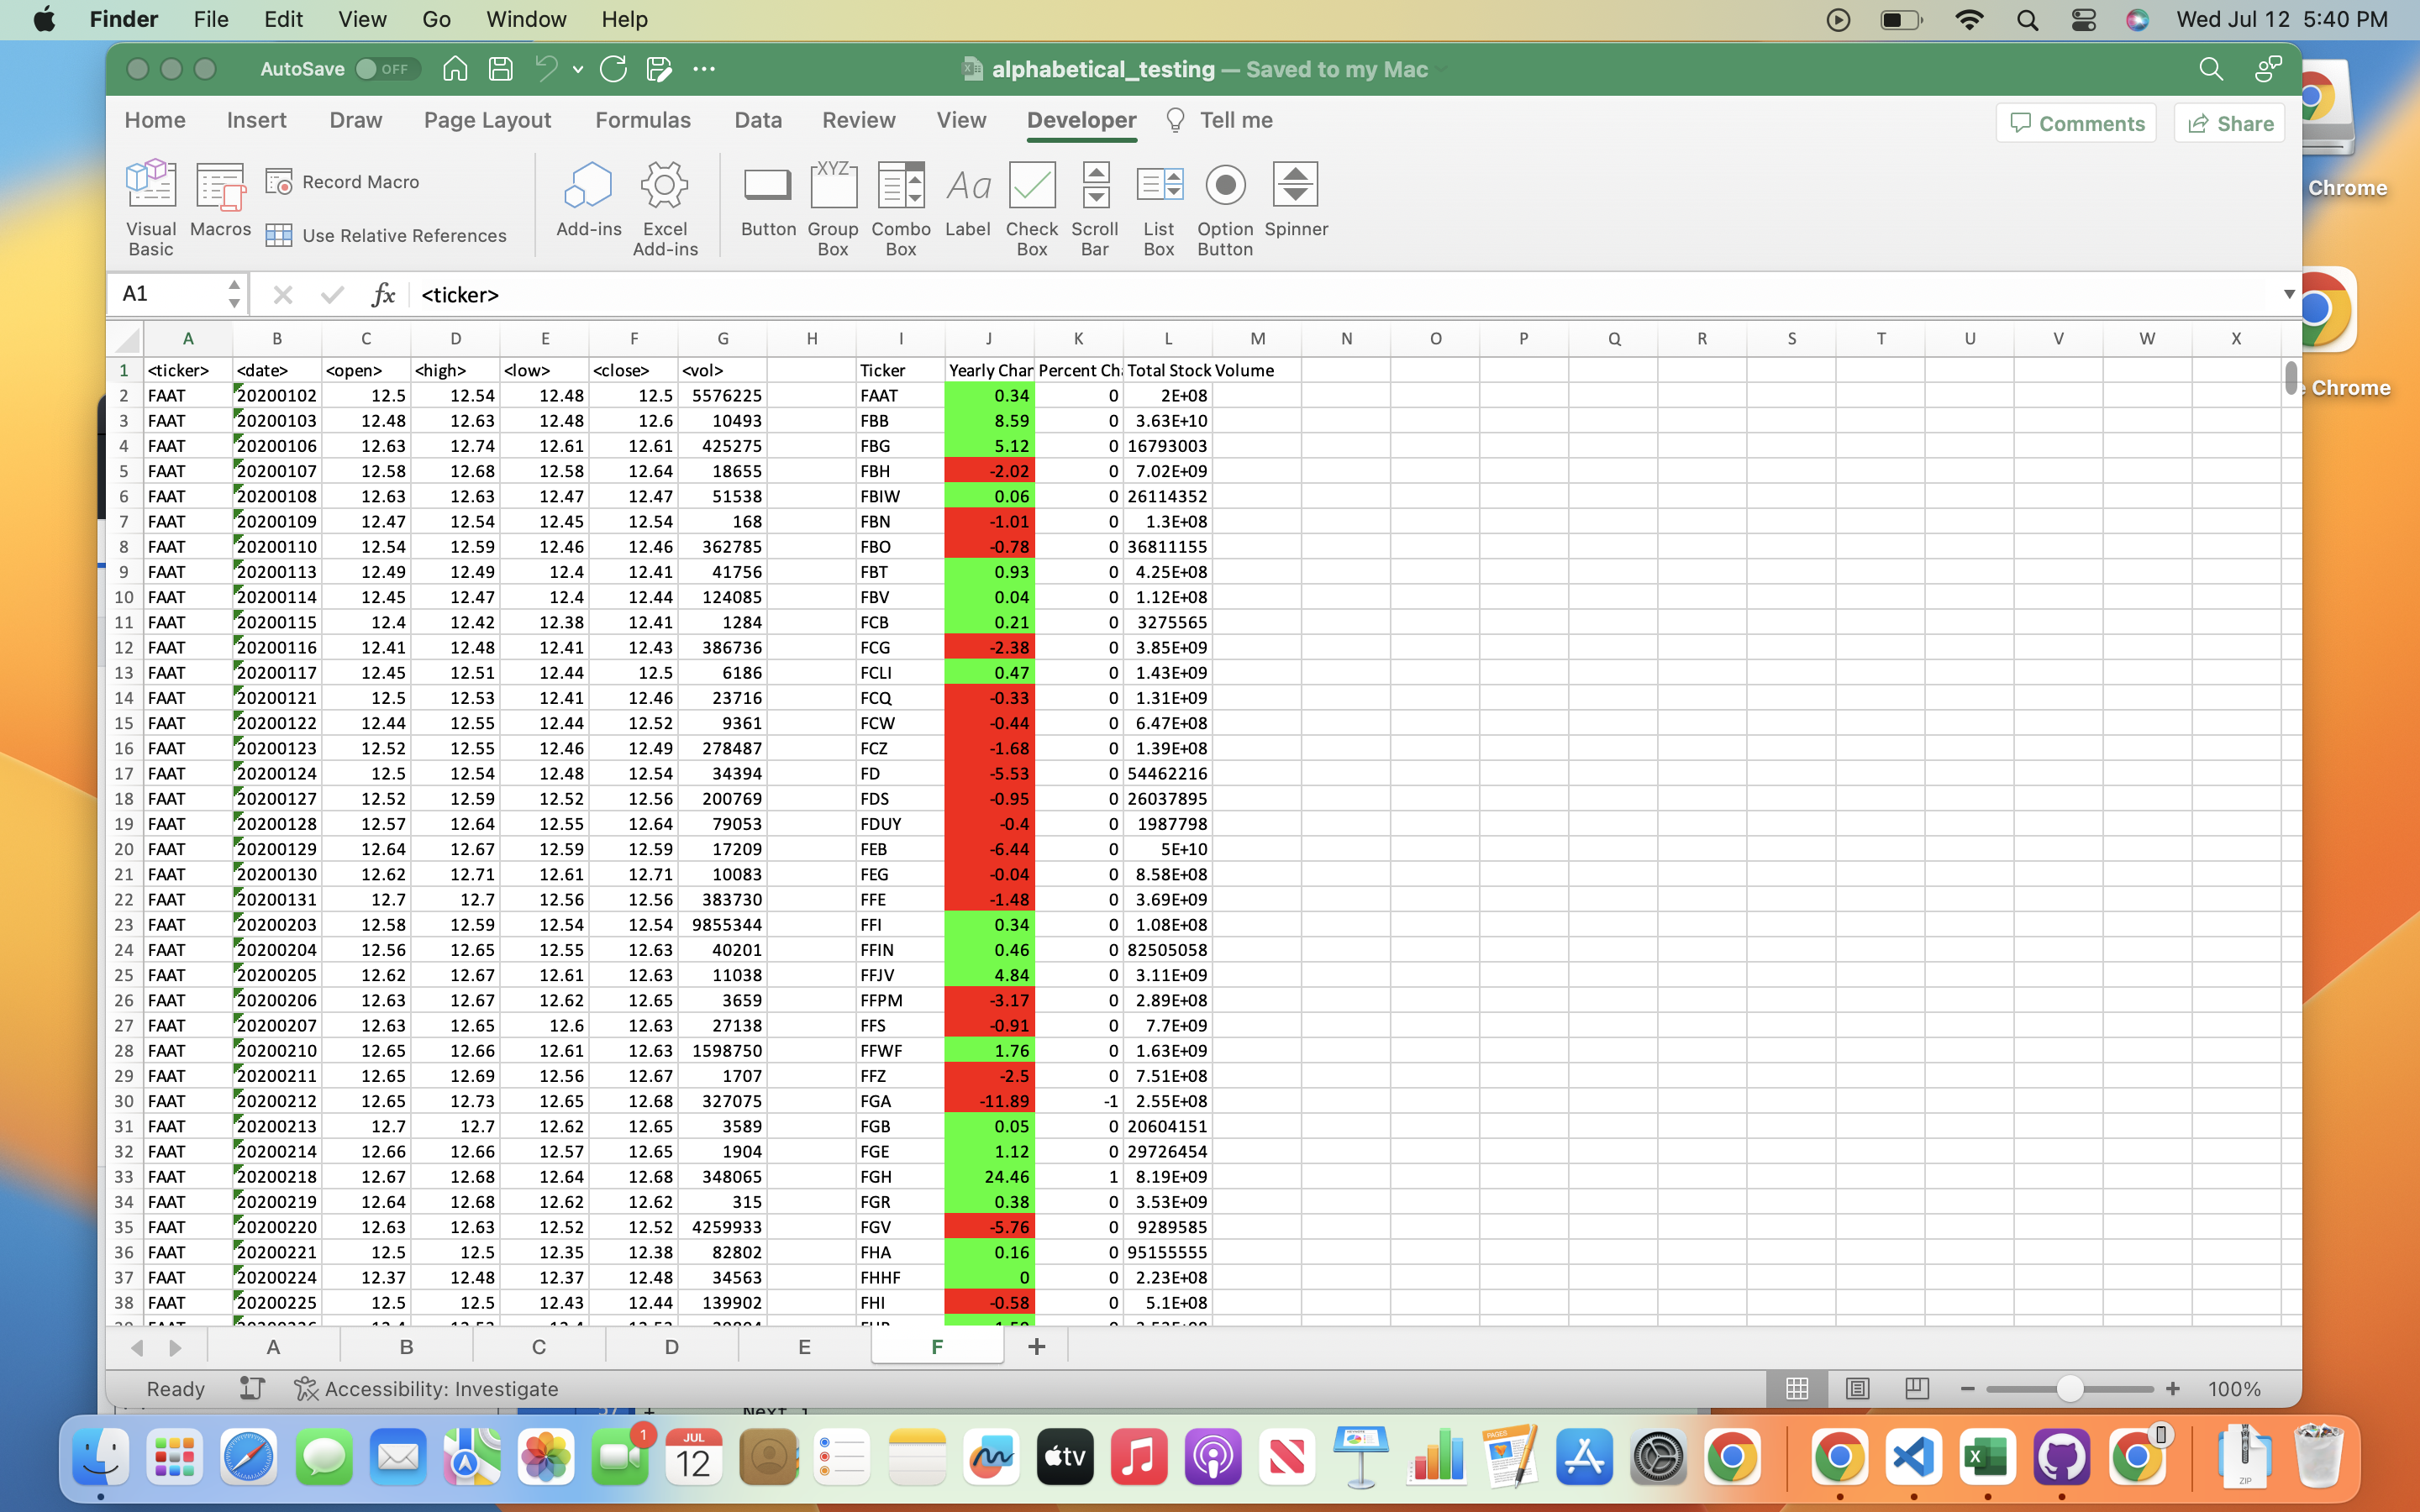 Finder File Edit View Go Window Help Wed Jul 12 5:40 PM
AutoSave OFF alphabetical_testing — Saved to my Mac
Home Insert Draw Page Layout Formulas Data Review View Developer Tell me Comments Share
Record Macro
Use Relative References
Visual Basic Macros Add-ins Excel Add-ins Button Group Box Combo Box Label Check Box Scroll Bar List Box Option Button Spinner
XYZ Aa
A1 fx <ticker>
Chrome
Chrome
A B C D E F G H I J K L M N O P Q R S T U V W X
1 <ticker> <date> <open> <high> <low> <close> <vol> Ticker Yearly Char Percent Ch Total Stock Volume
2 FAAT 20200102 12.5 12.54 12.48 12.5 5576225 FAAT 0.34 0 2E+08
3 FAAT 20200103 12.48 12.63 12.48 12.6 10493 FBB 8.59 0 3.63E+10
4 FAAT 20200106 12.63 12.74 12.61 12.61 425275 FBG 5.12 0 16793003
5 FAAT 20200107 12.58 12.68 12.58 12.64 18655 FBH -2.02 0 7.02E+09
6 FAAT 20200108 12.63 12.63 12.47 12.47 51538 FBIW 0.06 0 26114352
7 FAAT 20200109 12.47 12.54 12.45 12.54 168 FBN -1.01 0 1.3E+08
8 FAAT 20200110 12.54 12.59 12.46 12.46 362785 FBO -0.78 0 36811155
9 FAAT 20200113 12.49 12.49 12.4 12.41 41756 FBT 0.93 0 4.25E+08
10 FAAT 20200114 12.45 12.47 12.4 12.44 124085 FBV 0.04 0 1.12E+08
11 FAAT 20200115 12.4 12.42 12.38 12.41 1284 FCB 0.21 0 3275565
12 FAAT 20200116 12.41 12.48 12.41 12.43 386736 FCG -2.38 0 3.85E+09
13 FAAT 20200117 12.45 12.51 12.44 12.5 6186 FCLI 0.47 0 1.43E+09
14 FAAT 20200121 12.5 12.53 12.41 12.46 23716 FCQ -0.33 0 1.31E+09
15 FAAT 20200122 12.44 12.55 12.44 12.52 9361 FCW -0.44 0 6.47E+08
16 FAAT 20200123 12.52 12.55 12.46 12.49 278487 FCZ -1.68 0 1.39E+08
17 FAAT 20200124 12.5 12.54 12.48 12.54 34394 FD -5.53 0 54462216
18 FAAT 20200127 12.52 12.59 12.52 12.56 200769 FDS -0.95 0 26037895
19 FAAT 20200128 12.57 12.64 12.55 12.64 79053 FDUY -0.4 0 1987798
20 FAAT 20200129 12.64 12.67 12.59 12.59 17209 FEB -6.44 0 5E+10
21 FAAT 20200130 12.62 12.71 12.61 12.71 10083 FEG -0.04 0 8.58E+08
22 FAAT 20200131 12.7 12.7 12.56 12.56 383730 FFE -1.48 0 3.69E+09
23 FAAT 20200203 12.58 12.59 12.54 12.54 9855344 FFI 0.34 0 1.08E+08
24 FAAT 20200204 12.56 12.65 12.55 12.63 40201 FFIN 0.46 0 82505058
25 FAAT 20200205 12.62 12.67 12.61 12.63 11038 FFJV 4.84 0 3.11E+09
26 FAAT 20200206 12.63 12.67 12.62 12.65 3659 FFPM -3.17 0 2.89E+08
27 FAAT 20200207 12.63 12.65 12.6 12.63 27138 FFS -0.91 0 7.7E+09
28 FAAT 20200210 12.65 12.66 12.61 12.63 1598750 FFWF 1.76 0 1.63E+09
29 FAAT 20200211 12.65 12.69 12.56 12.67 1707 FFZ -2.5 0 7.51E+08
30 FAAT 20200212 12.65 12.73 12.65 12.68 327075 FGA -11.89 -1 2.55E+08
31 FAAT 20200213 12.7 12.7 12.62 12.65 3589 FGB 0.05 0 20604151
32 FAAT 20200214 12.66 12.66 12.57 12.65 1904 FGE 1.12 0 29726454
33 FAAT 20200218 12.67 12.68 12.64 12.68 348065 FGH 24.46 1 8.19E+09
34 FAAT 20200219 12.64 12.68 12.62 12.62 315 FGR 0.38 0 3.53E+09
35 FAAT 20200220 12.63 12.63 12.52 12.52 4259933 FGV -5.76 0 9289585
36 FAAT 20200221 12.5 12.5 12.35 12.38 82802 FHA 0.16 0 95155555
37 FAAT 20200224 12.37 12.48 12.37 12.48 34563 FHHF 0 0 2.23E+08
38 FAAT 20200225 12.5 12.5 12.43 12.44 139902 FHI -0.58 0 5.1E+08
A B C D E F +
Ready Accessibility: Investigate 100%
1 JUL 12 tv PAGES ZIP